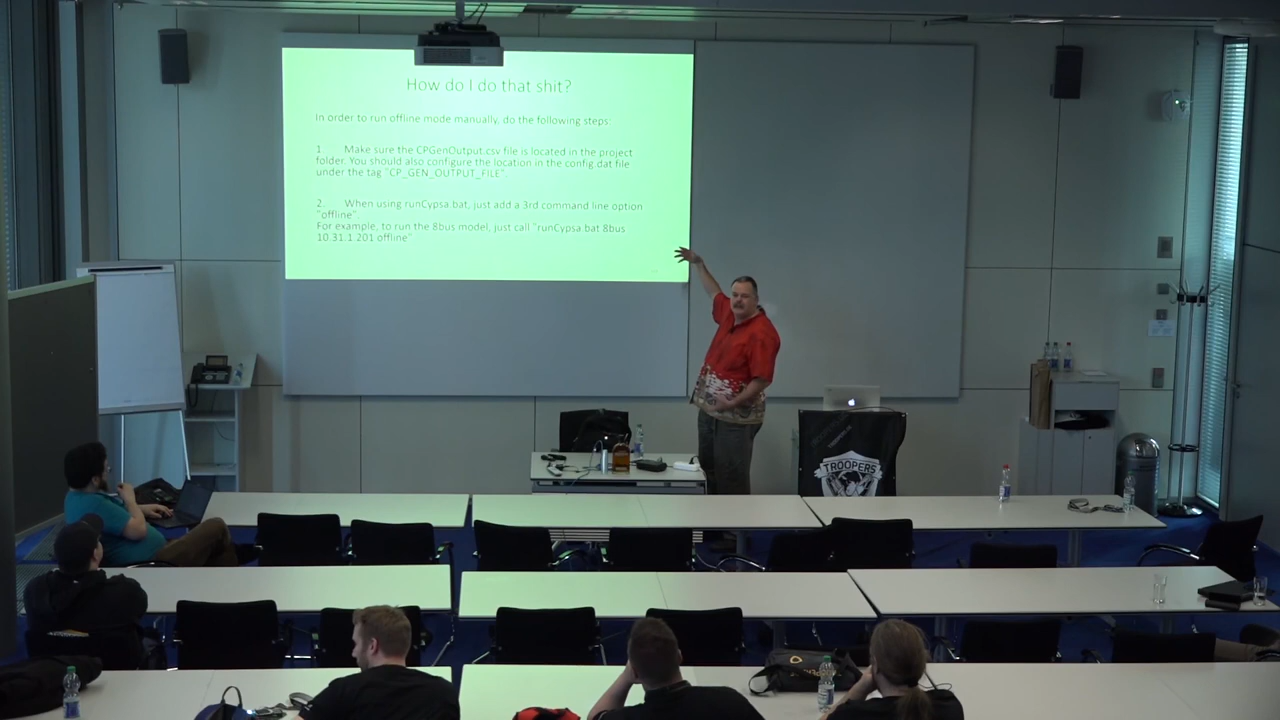 How do I do that shit?
In order to run offline mode manually, do the following steps:
1. Make sure the CPGenOutput.csv file is located in the project
folder. You should also configure the location in the config.dat file
under the tag "CP_GEN_OUTPUT_FILE".
2. When using runCypsa.bat, just add a 3rd command line option
"offline".
For example, to run the 8bus model, just call "runCypsa.bat 8bus
10.31.1.201 offline"
TROOPERS